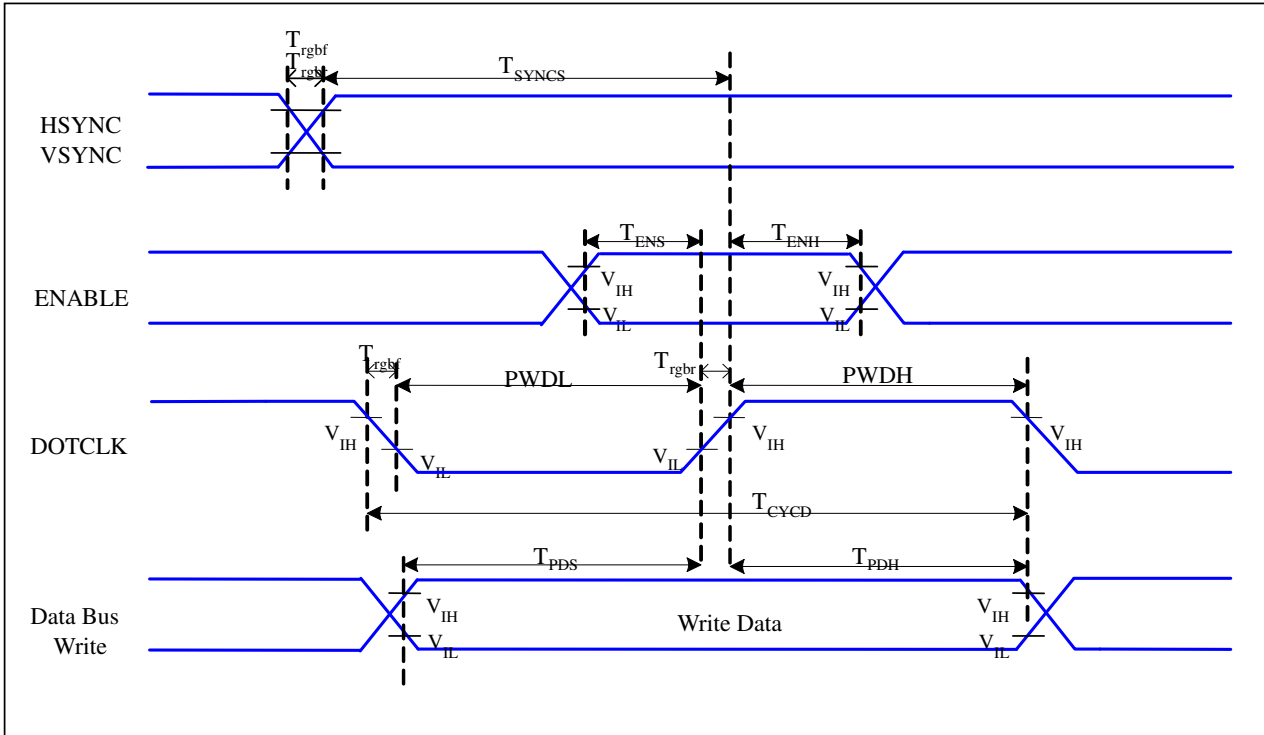 Trgbf
Trgbr
TSYNCS
HSYNC
VSYNC
TENS
TENH
VIH
VIH
ENABLE
VIL
VIL
Trgbf
PWDL
Trgbr
PWDH
DOTCLK
VIH
VIL
VIL
VIH
VIH
TCYCD
TPDS
TPDH
Data Bus
Write
VIH
VIL
Write Data
VIH
VIL